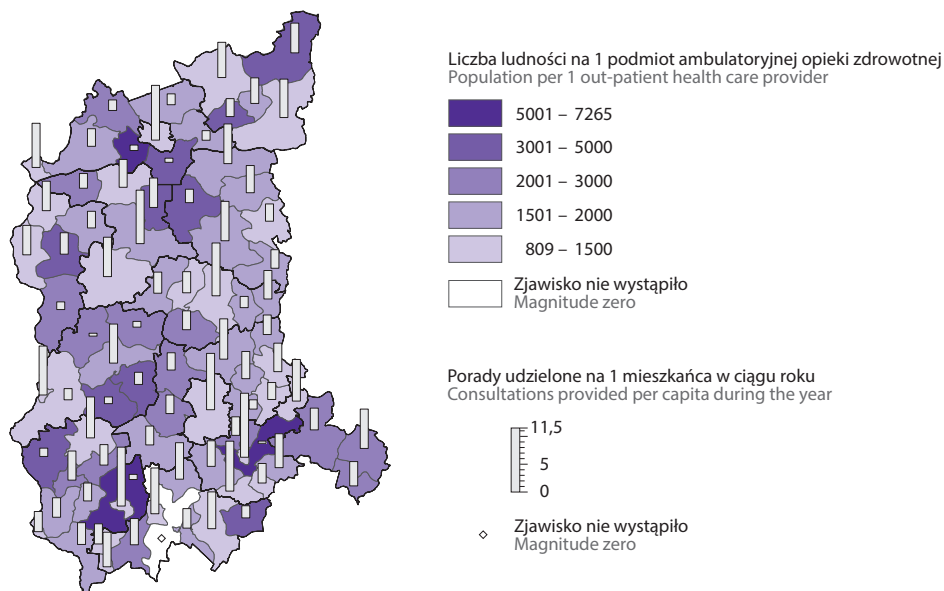 Liczba ludności na 1 podmiot ambulatoryjnej opieki zdrowotnej
Population per 1 out-patient health care provider
5001 – 7265
3001 – 5000
2001 – 3000
1501 – 2000
809 – 1500
Zjawisko nie wystąpiło
Magnitude zero
Porady udzielone na 1 mieszkańca w ciągu roku
Consultations provided per capita during the year
11,5
5
0
Zjawisko nie wystąpiło
Magnitude zero